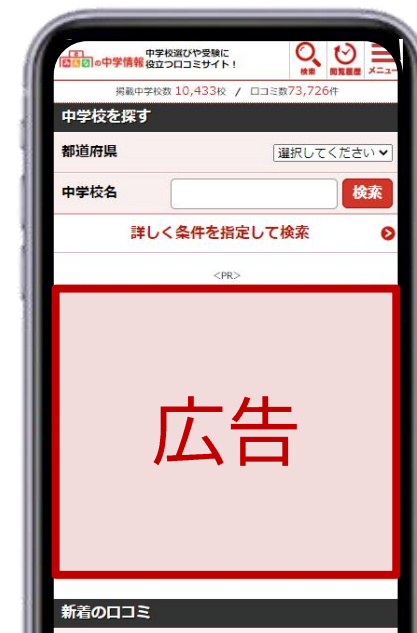 みんなの中学情報 中学校選びや受験に
役立つ口コミサイト！
検索 閲覧履歴 メニュー
掲載中学校数 10,433校 / 口コミ数73,726件
中学校を探す
都道府県 選択してください
中学校名 検索
詳しく条件を指定して検索
<PR>
広告
新着の口コミ